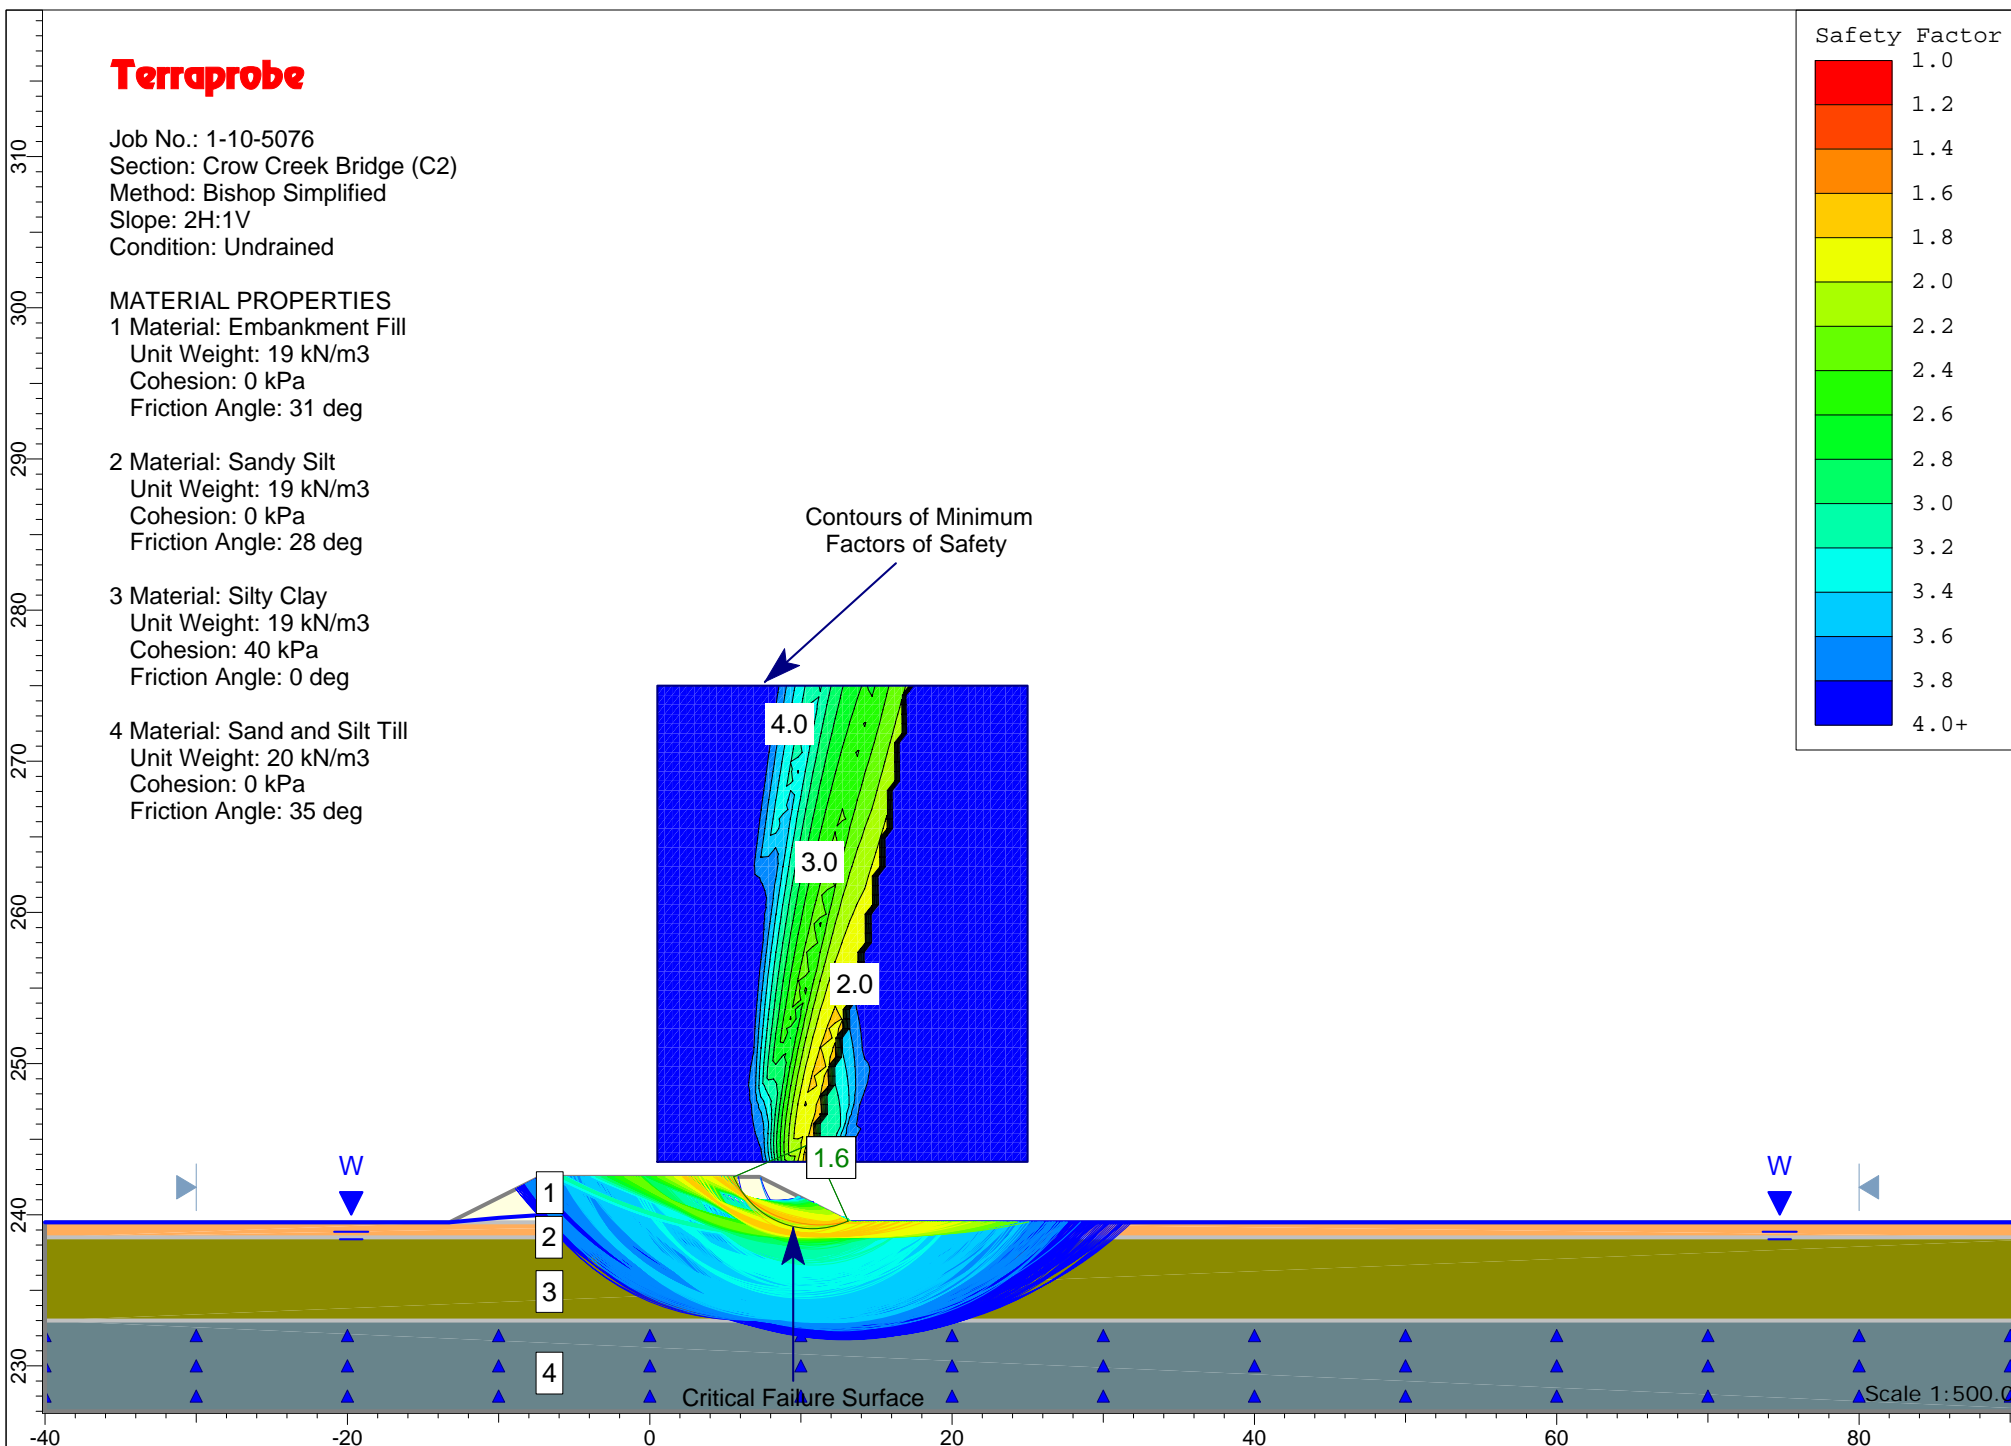 Terraprobe
Job No.: 1-10-5076
Section: Crow Creek Bridge (C2)
Method: Bishop Simplified
Slope: 2H:1V
Condition: Undrained
MATERIAL PROPERTIES
1 Material: Embankment Fill
Unit Weight: 19 kN/m3
Cohesion: 0 kPa
Friction Angle: 31 deg
2 Material: Sandy Silt
Unit Weight: 19 kN/m3
Cohesion: 0 kPa
Friction Angle: 28 deg
3 Material: Silty Clay
Unit Weight: 19 kN/m3
Cohesion: 40 kPa
Friction Angle: 0 deg
4 Material: Sand and Silt Till
Unit Weight: 20 kN/m3
Cohesion: 0 kPa
Friction Angle: 35 deg
Safety Factor
1.0
1.2
1.4
1.6
1.8
2.0
2.2
2.4
2.6
2.8
3.0
3.2
3.4
3.6
3.8
4.0+
Contours of Minimum
Factors of Safety
4.0
3.0
2.0
1.6
W
W
1
2
3
4
Critical Failure Surface
Scale 1:500.0
310
300
290
280
270
260
250
240
230
-40
-20
0
20
40
60
80